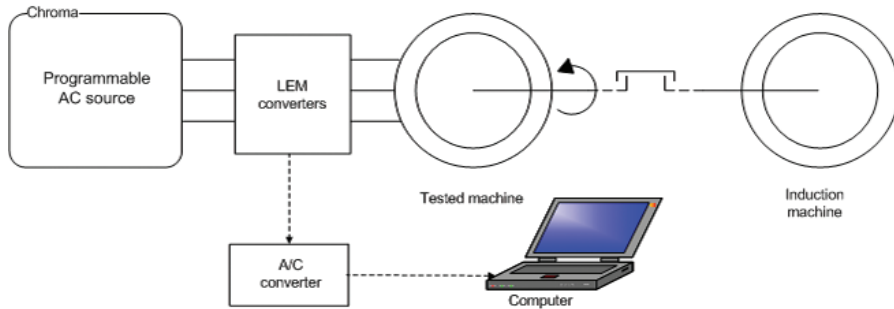 Chroma
Programmable
AC source
LEM
converters
Tested machine
Induction
machine
A/C
converter
Computer